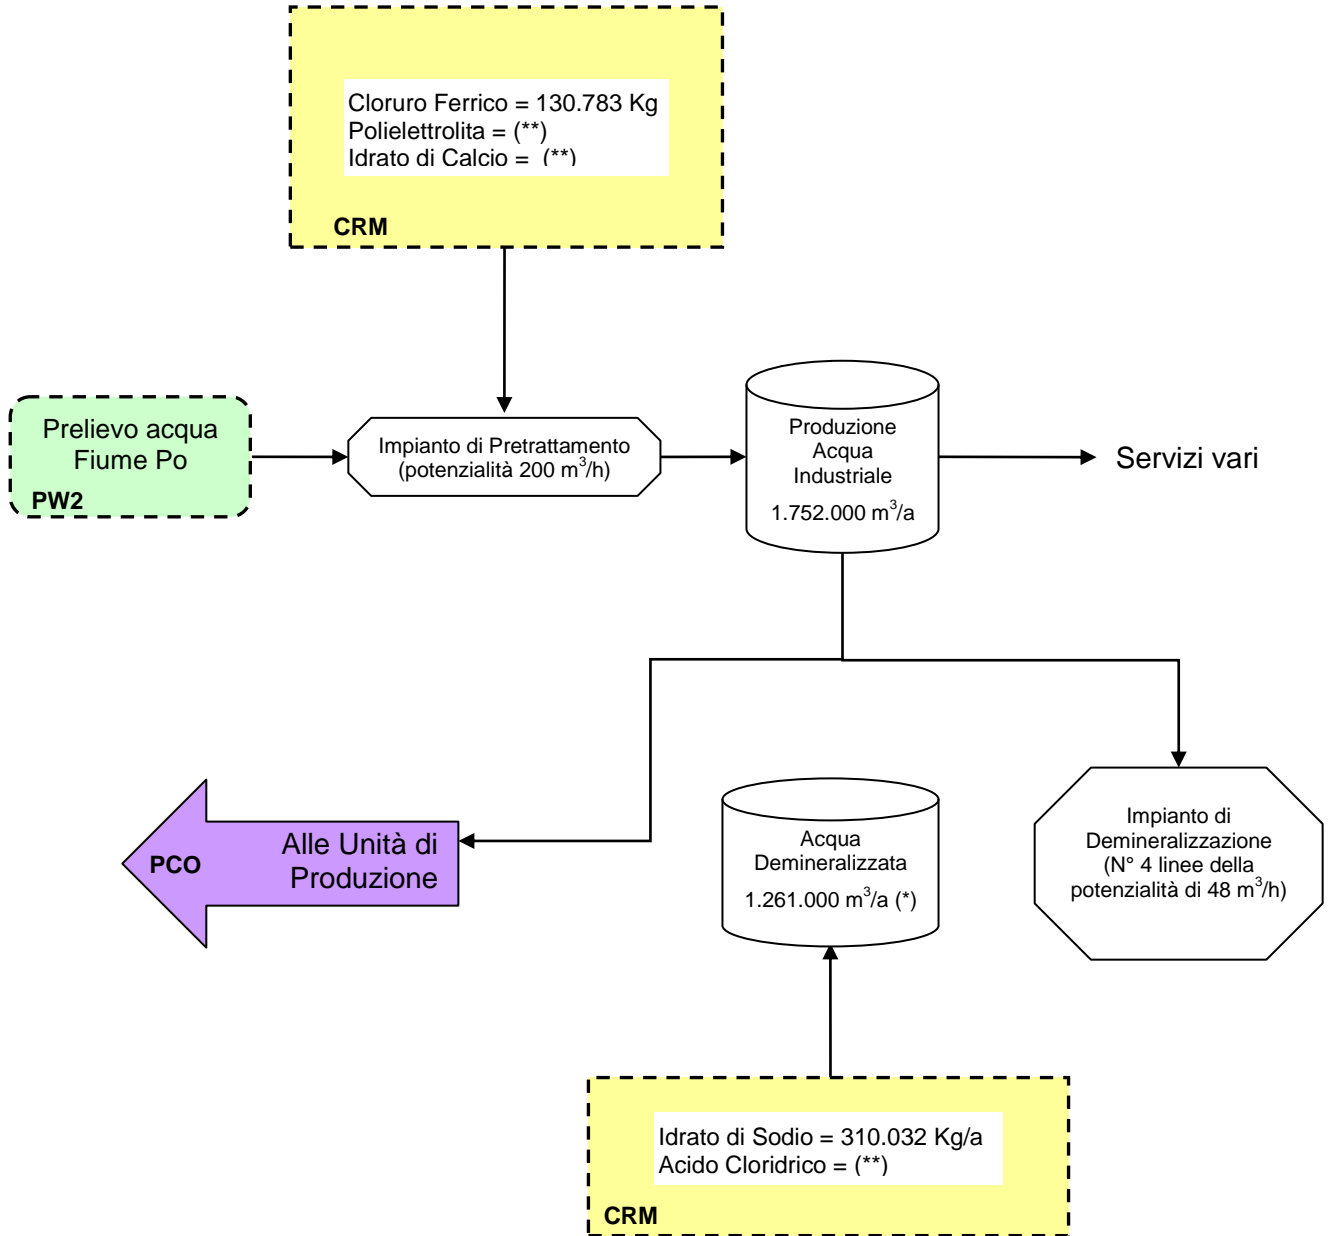 Cloruro Ferrico = 130.783 Kg
Polielettrolita = (**)
Idrato di Calcio = (**)
CRM
Prelievo acqua
Fiume Po
PW2
Impianto di Pretrattamento
(potenzialità 200 m³/h)
Produzione
Acqua
Industriale
1.752.000 m³/a
Servizi vari
PCO
Alle Unità di
Produzione
Acqua
Demineralizzata
1.261.000 m³/a (*)
Impianto di
Demineralizzazione
(N° 4 linee della
potenzialità di 48 m³/h)
Idrato di Sodio = 310.032 Kg/a
Acido Cloridrico = (**)
CRM